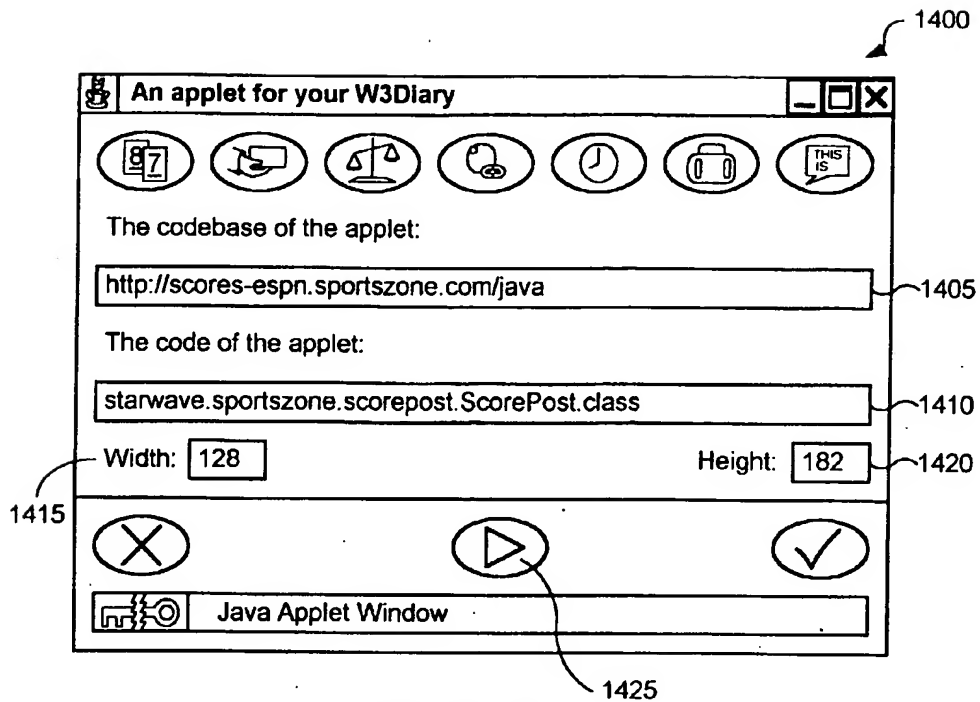 1400
An applet for your W3Diary
8 7
THIS
IS
The codebase of the applet:
http://scores-espn.sportszone.com/java
1405
The code of the applet:
starwave.sportszone.scorepost.ScorePost.class
1410
Width: 128 Height: 182
1420
1415
Java Applet Window
1425